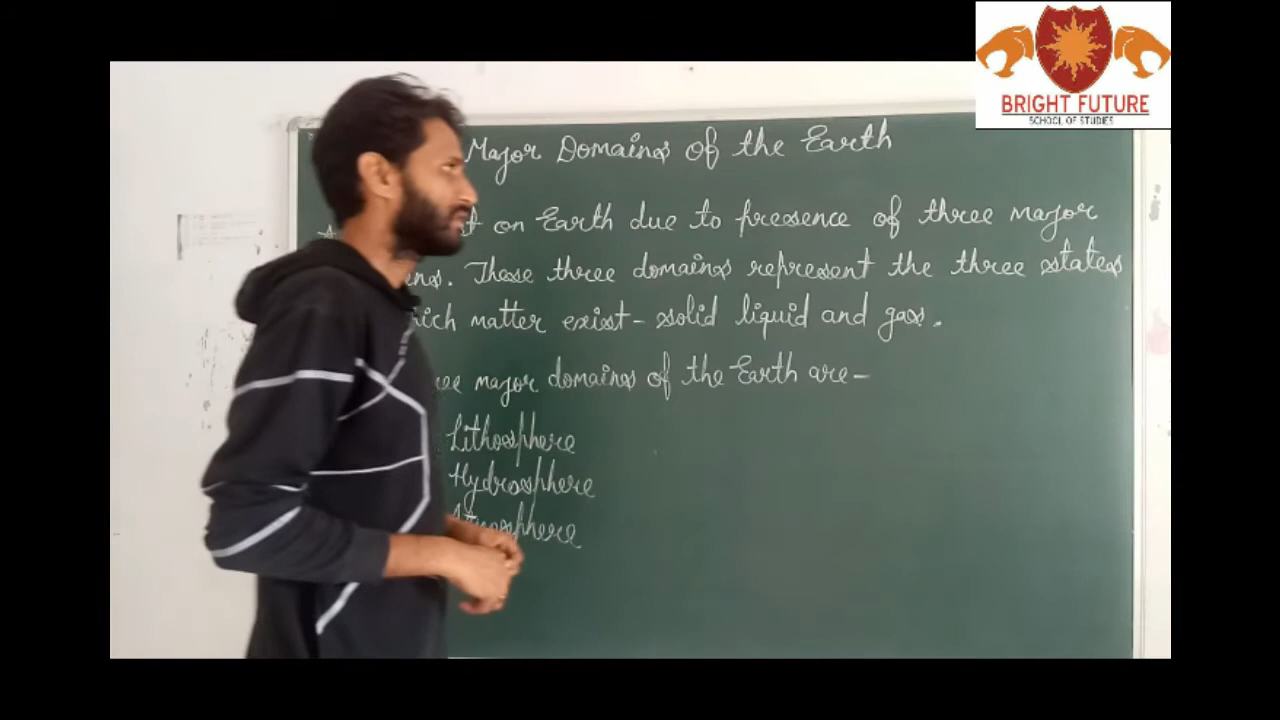 BRIGHT FUTURE
SCHOOL OF STUDIES
Major Domains of the Earth
on Earth due to presence of three major
These three domains represent the three states
matter exist - solid liquid and gas.
major domains of the Earth are -
Lithosphere
Hydrosphere
Atmosphere